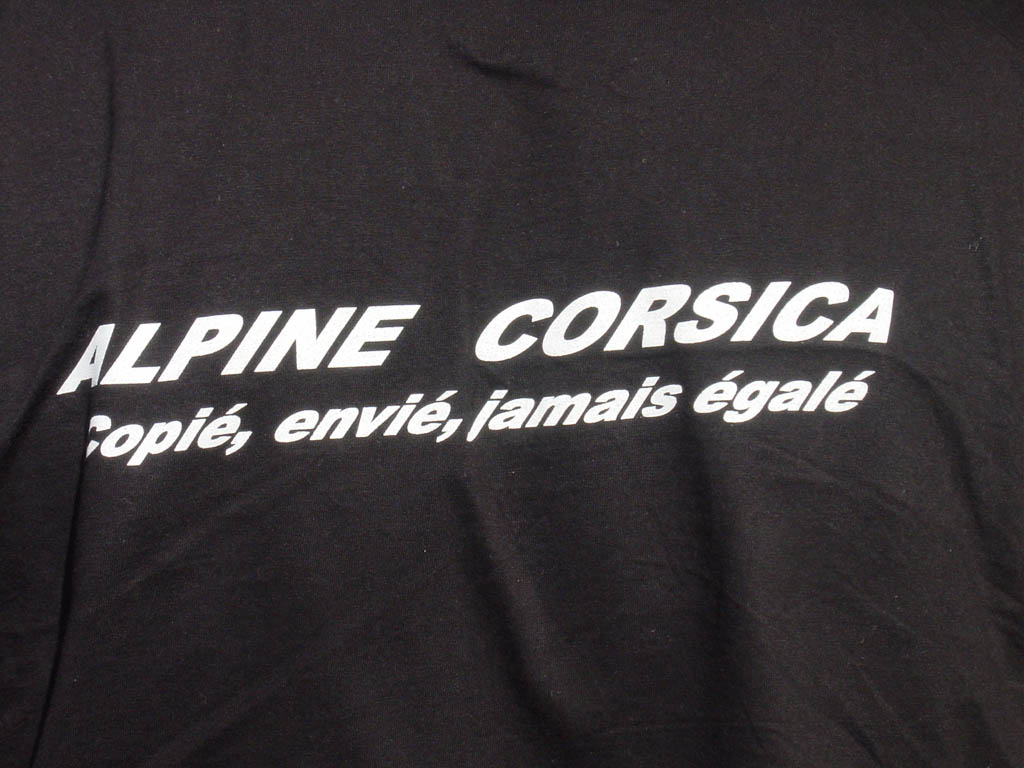 ALPINE CORSICA
Copié, envié, jamais égalé